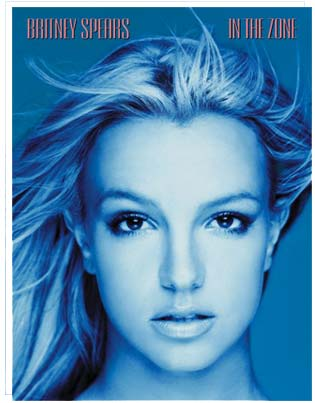 BRITNEY SPEARS IN THE ZONE